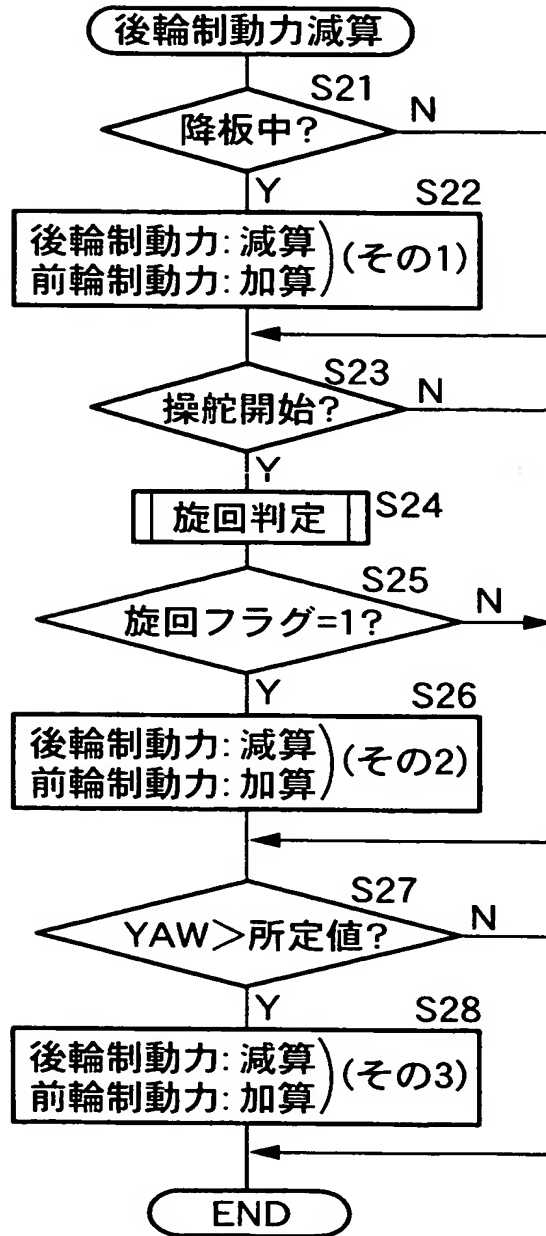 後輪制動力減算
S21
降板中?
N
Y
S22
後輪制動力:減算
前輪制動力:加算
(その1)
S23
操舵開始?
N
Y
旋回判定
S24
S25
旋回フラグ=1?
N
Y
S26
後輪制動力:減算
前輪制動力:加算
(その2)
S27
YAW>所定値?
N
Y
S28
後輪制動力:減算
前輪制動力:加算
(その3)
END